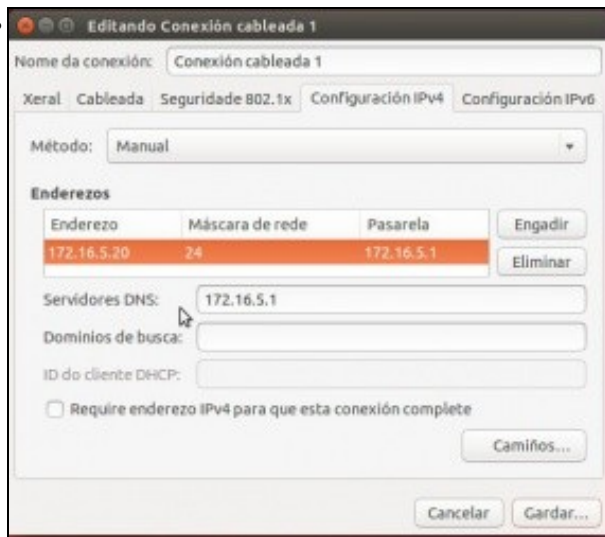 Editando Conexión cableada 1
Nome da conexión: Conexión cableada 1
Xeral Cableada Seguridade 802.1x Configuración IPv4 Configuración IPv6
Método: Manual
Enderezos
Enderezo Máscara de rede Pasarela Engadir
172.16.5.20 24 172.16.5.1
Eliminar
Servidores DNS: 172.16.5.1
Dominios de busca:
ID do cliente DHCP:
Require enderezo IPv4 para que esta conexión complete
Camiños...
Cancelar Gardar...